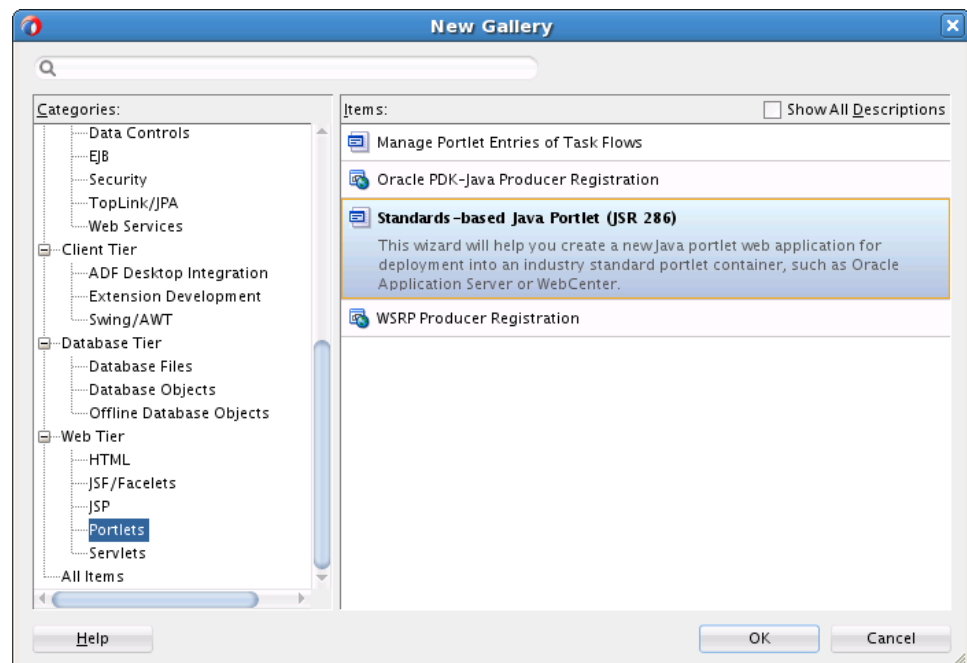 New Gallery
Categories:
Data Controls
EJB
Security
TopLink/JPA
Web Services
Client Tier
ADF Desktop Integration
Extension Development
Swing/AWT
Database Tier
Database Files
Database Objects
Offline Database Objects
Web Tier
HTML
JSF/Facelets
JSP
Portlets
Servlets
All Items
Items:
Show All Descriptions
Manage Portlet Entries of Task Flows
Oracle PDK-Java Producer Registration
Standards-based Java Portlet (JSR 286)
This wizard will help you create a new Java portlet web application for
deployment into an industry standard portlet container, such as Oracle
Application Server or WebCenter.
WSRP Producer Registration
Help
OK
Cancel